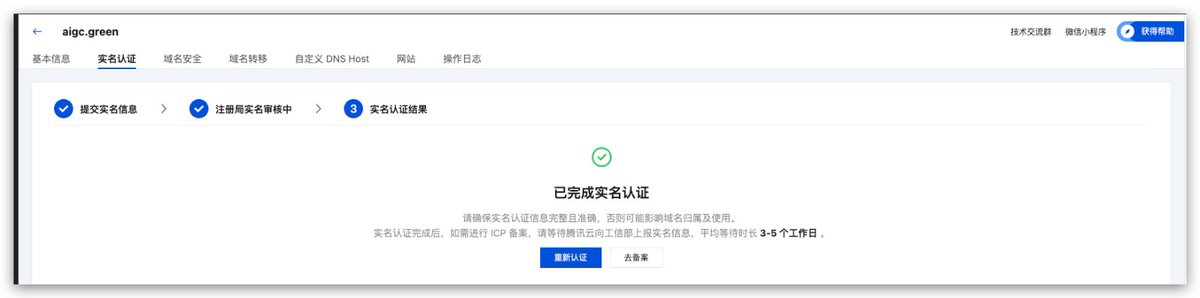 ← aigc.green
技术交流群 微信小程序 获得帮助
基本信息 实名认证 域名安全 域名转移 自定义 DNS Host 网站 操作日志
提交实名信息 > 注册局实名审核中 > 3 实名认证结果
已完成实名认证
请确保实名认证信息完整且准确，否则可能影响域名归属及使用。
实名认证完成后，如需进行 ICP 备案，请等待腾讯云向工信部上报实名信息，平均等待时长 3-5 个工作日 。
重新认证 去备案